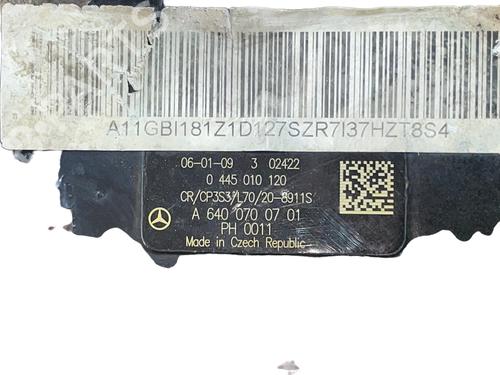 A11GBI181Z1D127SZR7I37HZT8S4
06-01-09 3 02422
0 445 010 120
CR/CP3S3/L70/20-8911S
A 640 070 07 01
PH 0011
Made in Czech Republic